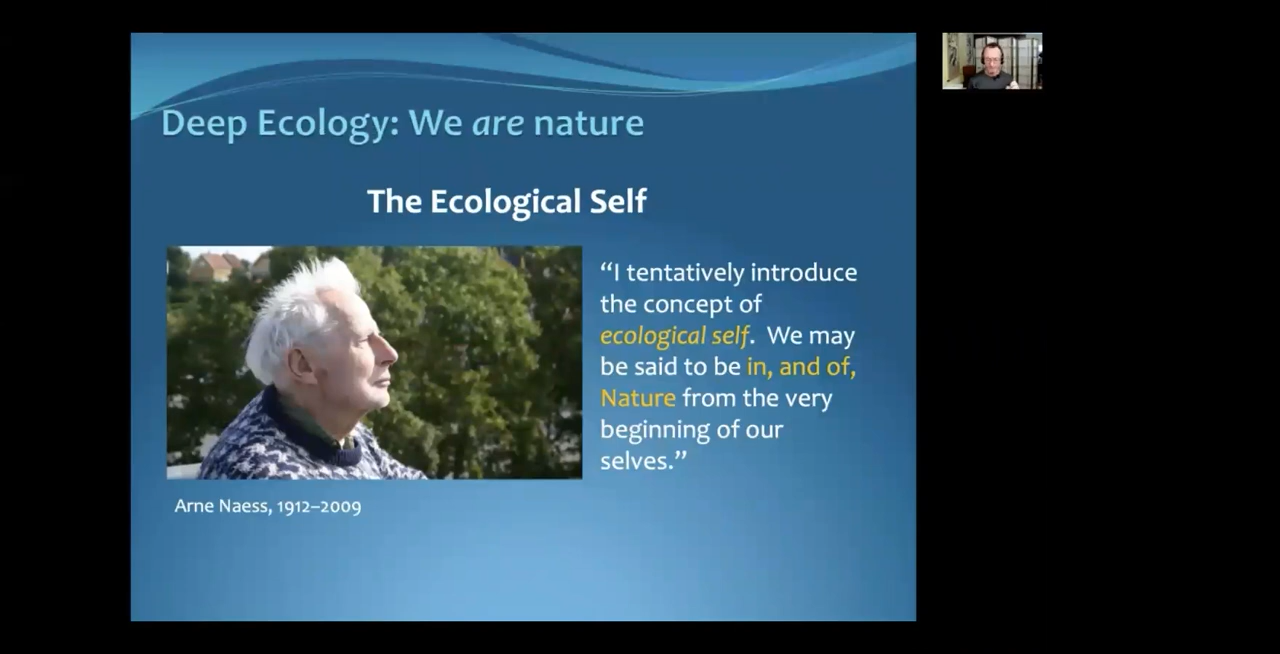 Deep Ecology: We are nature
The Ecological Self
“I tentatively introduce
the concept of
ecological self.  We may
be said to be in, and of,
Nature from the very
beginning of our
selves.”
Arne Naess, 1912–2009